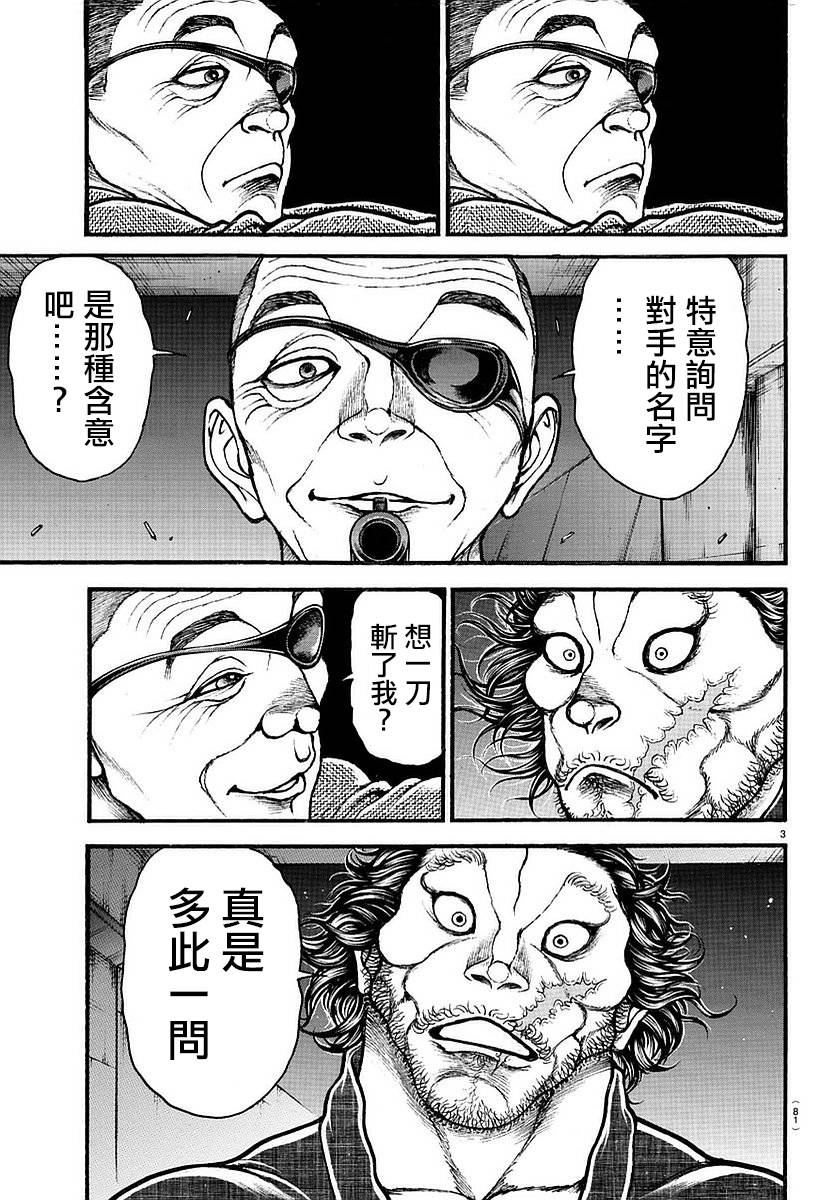 特意詢問
對手的名字
……
是那種含意
吧……？
想一刀
斬了我？
3
真是
多此一問
(81)